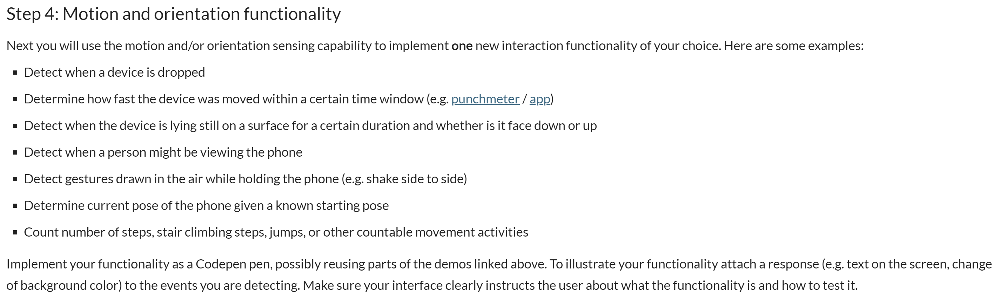 Step 4: Motion and orientation functionality
Next you will use the motion and/or orientation sensing capability to implement one new interaction functionality of your choice. Here are some examples:
▪ Detect when a device is dropped
▪ Determine how fast the device was moved within a certain time window (e.g. punchmeter / app)
▪ Detect when the device is lying still on a surface for a certain duration and whether is it face down or up
▪ Detect when a person might be viewing the phone
▪ Detect gestures drawn in the air while holding the phone (e.g. shake side to side)
▪ Determine current pose of the phone given a known starting pose
▪ Count number of steps, stair climbing steps, jumps, or other countable movement activities
Implement your functionality as a Codepen pen, possibly reusing parts of the demos linked above. To illustrate your functionality attach a response (e.g. text on the screen, change
of background color) to the events you are detecting. Make sure your interface clearly instructs the user about what the functionality is and how to test it.